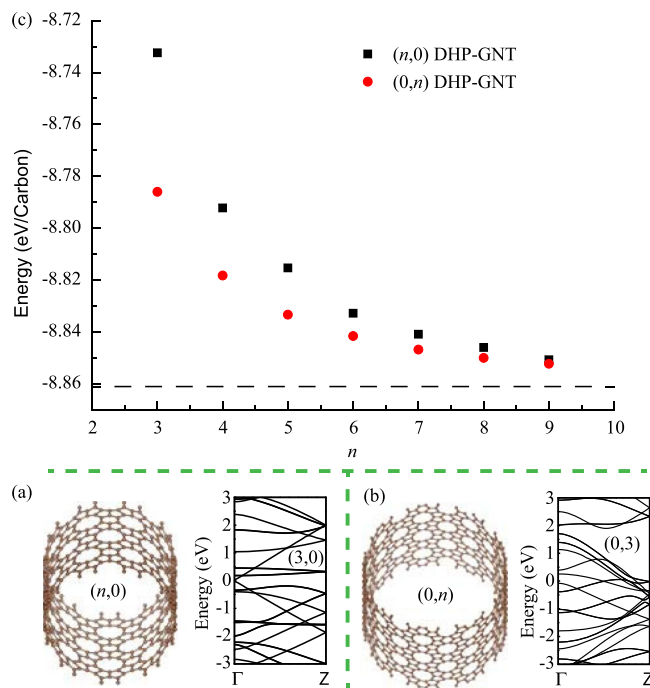 (c)
-8.72
-8.74
-8.76
-8.78
-8.80
-8.82
-8.84
-8.86
Energy (eV/Carbon)
(n,0) DHP-GNT
(0,n) DHP-GNT
2 3 4 5 6 7 8 9 10
n
(a)
(n,0)
Energy (eV)
3
2
1
0
-1
-2
-3
(3,0)
Γ Z
(b)
(0,n)
Energy (eV)
3
2
1
0
-1
-2
-3
(0,3)
Γ Z